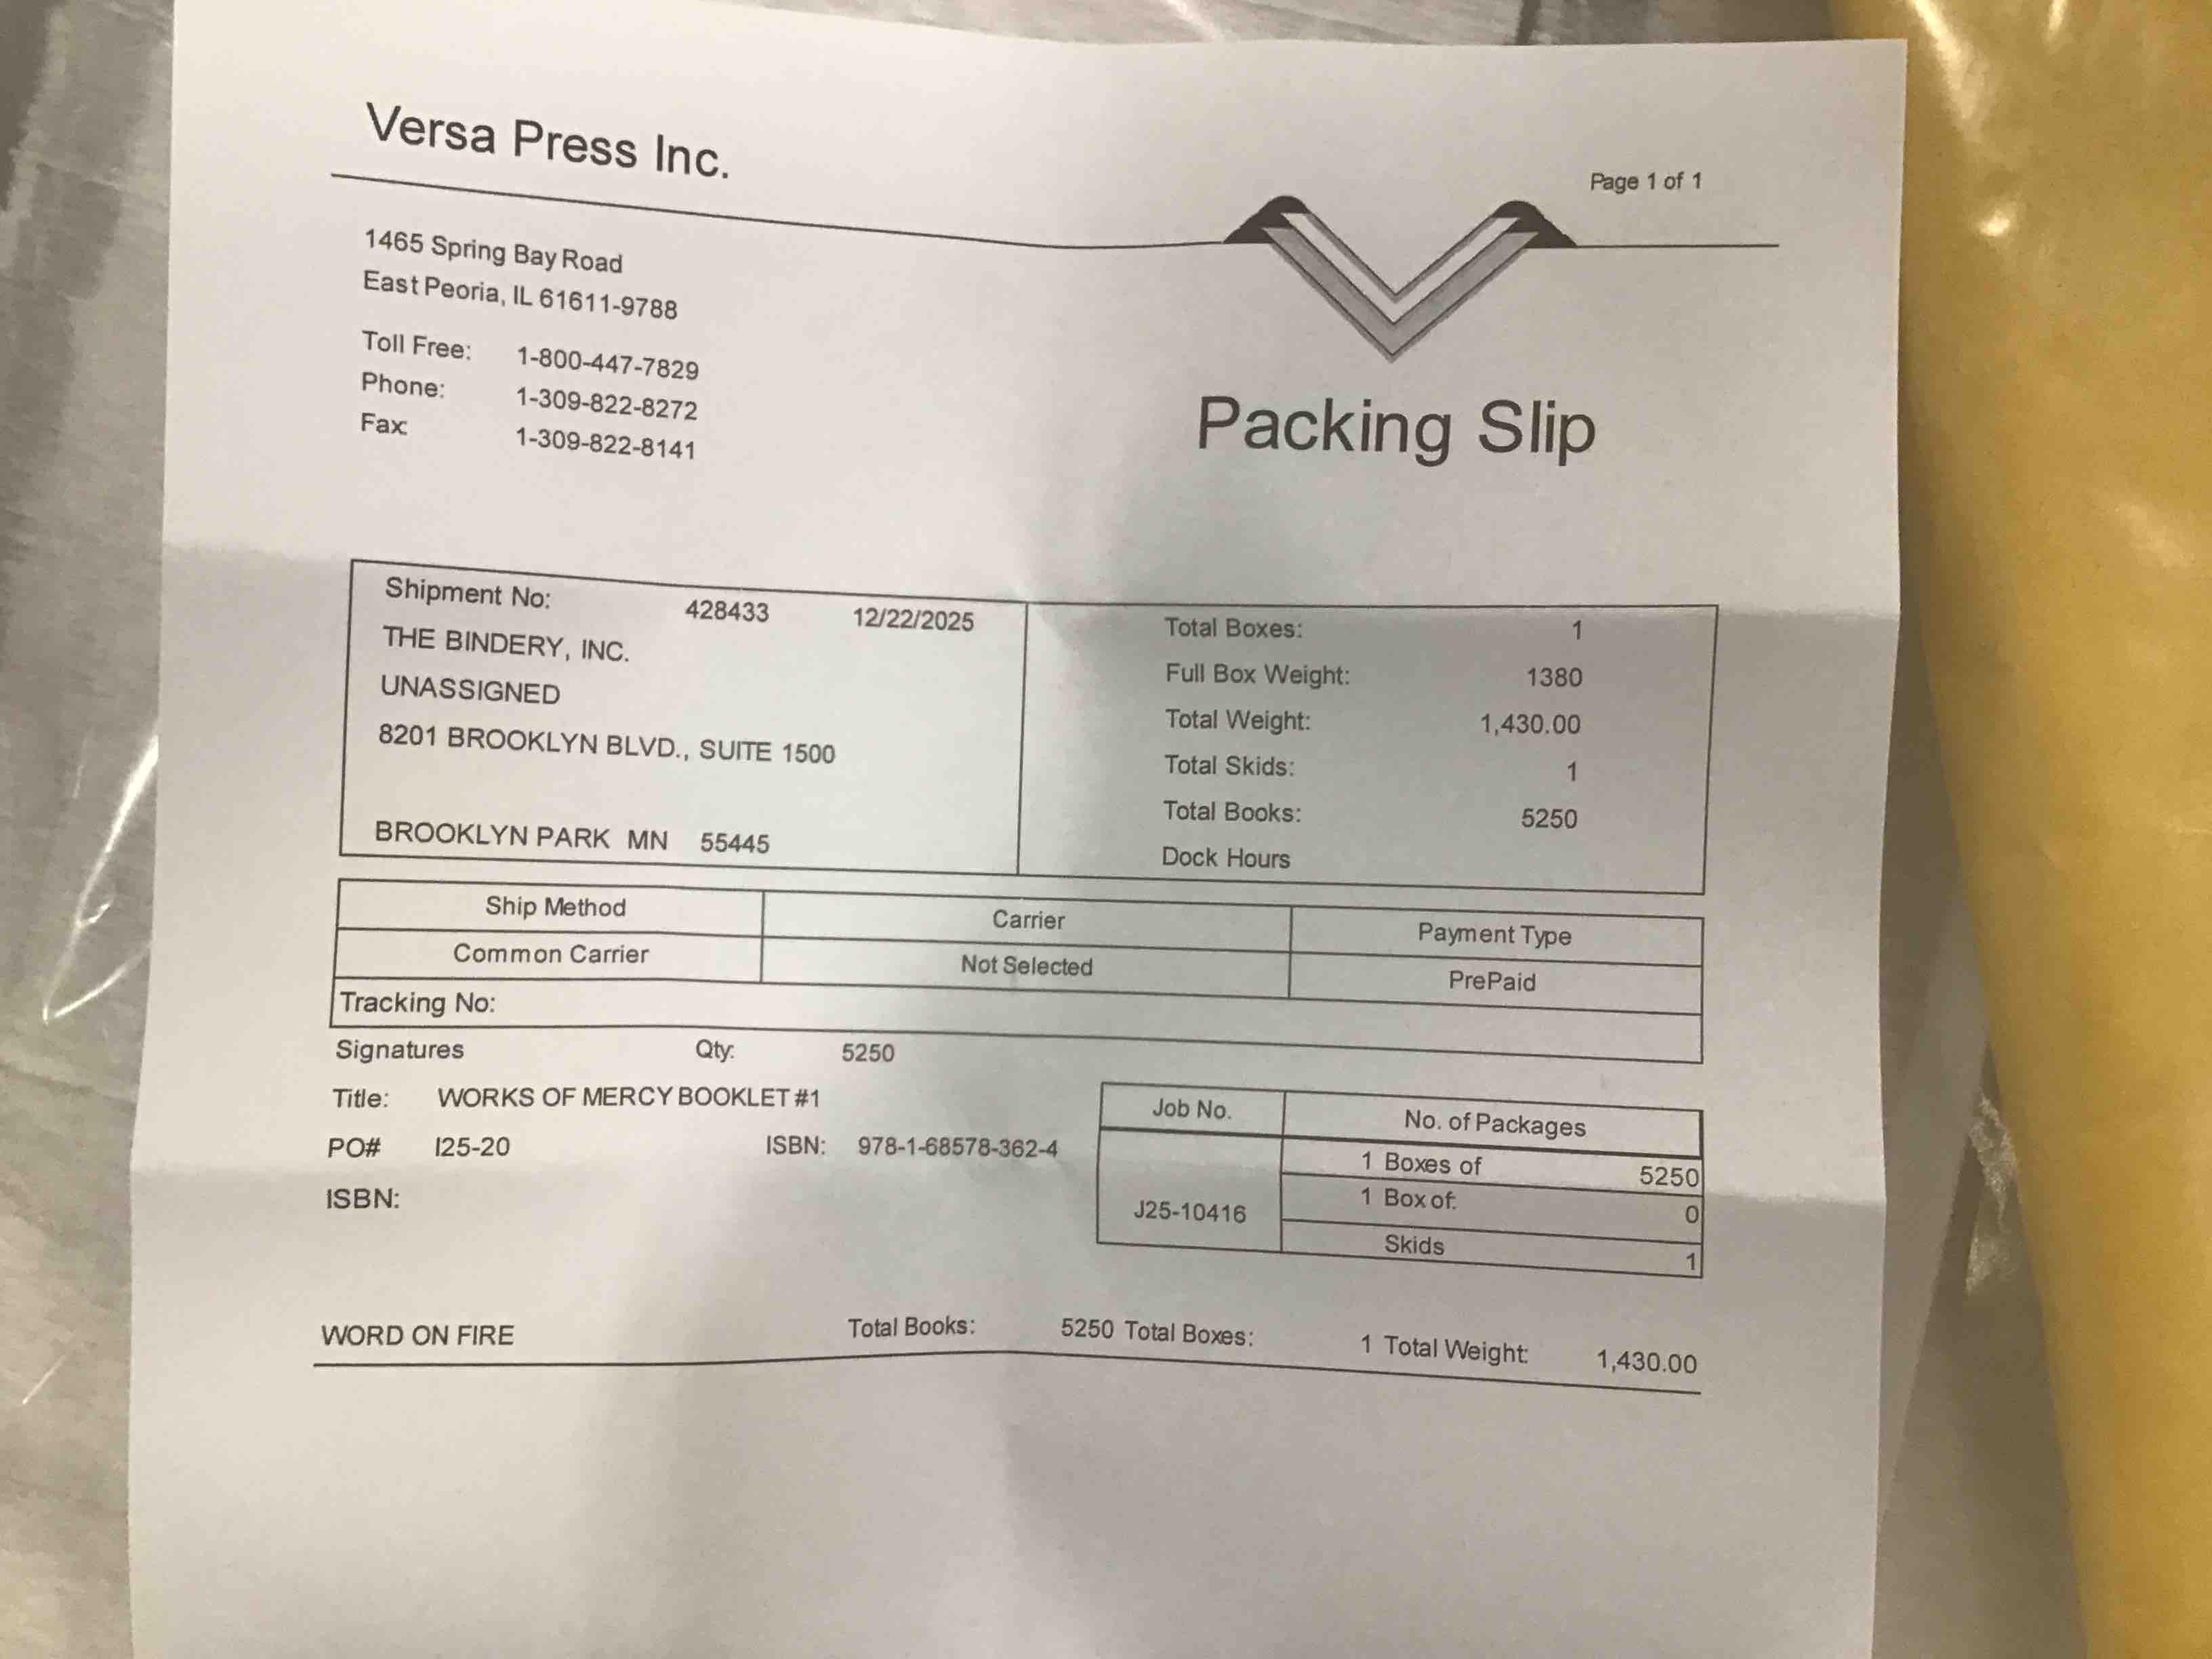 Versa Press Inc.
Page 1 of 1
1465 Spring Bay Road
East Peoria, IL 61611-9788
Toll Free: 1-800-447-7829
Phone: 1-309-822-8272
Fax: 1-309-822-8141
Packing Slip
Shipment No: 428433 12/22/2025
THE BINDERY, INC.
UNASSIGNED
8201 BROOKLYN BLVD., SUITE 1500
BROOKLYN PARK MN 55445
Total Boxes: 1
Full Box Weight: 1380
Total Weight: 1,430.00
Total Skids: 1
Total Books: 5250
Dock Hours
Ship Method Carrier Payment Type
Common Carrier Not Selected PrePaid
Tracking No:
Signatures Qty: 5250
Title: WORKS OF MERCY BOOKLET #1
PO# I25-20 ISBN: 978-1-68578-362-4
ISBN:
Job No. No. of Packages
1 Boxes of 5250
J25-10416 1 Box of: 0
Skids 1
WORD ON FIRE Total Books: 5250 Total Boxes: 1 Total Weight: 1,430.00